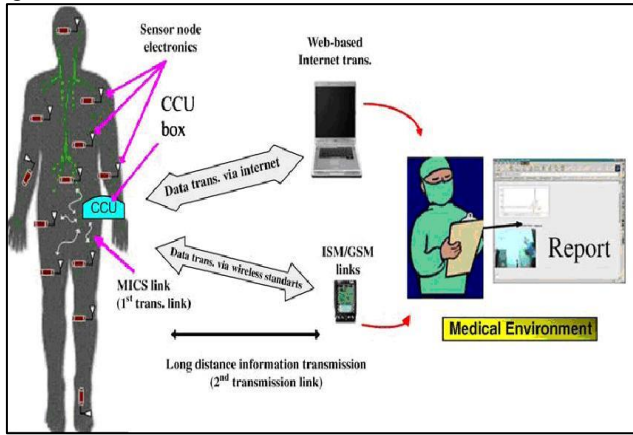 Sensor node
electronics
CCU
box
CCU
MICS link
(1st trans. link)
Web-based
Internet trans.
Data trans. via internet
Data trans. via wireless standarts
ISM/GSM
links
Long distance information transmission
(2nd transmission link)
Report
Medical Environment